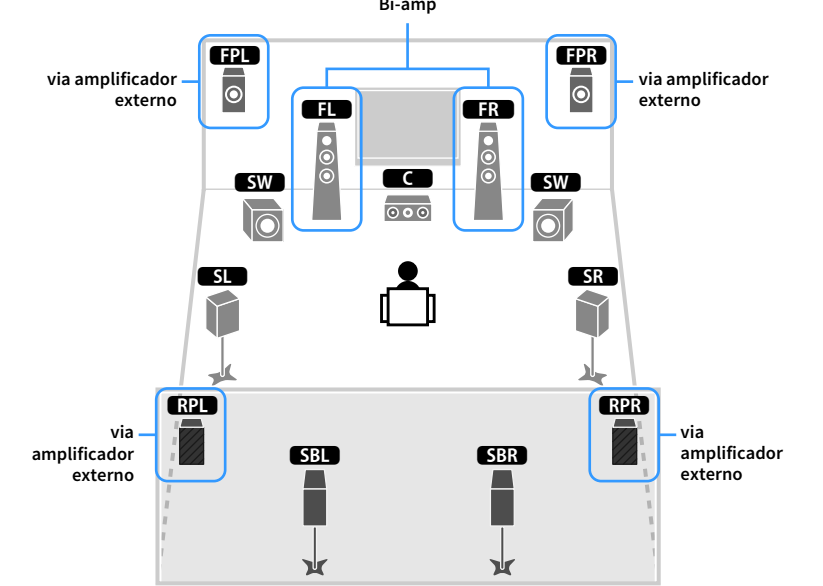 Bi-amp
FPL
FPR
via amplificador
externo
via amplificador
externo
FL
FR
SW
C
SW
SL
SR
RPL
RPR
via
amplificador
externo
via
amplificador
externo
SBL
SBR